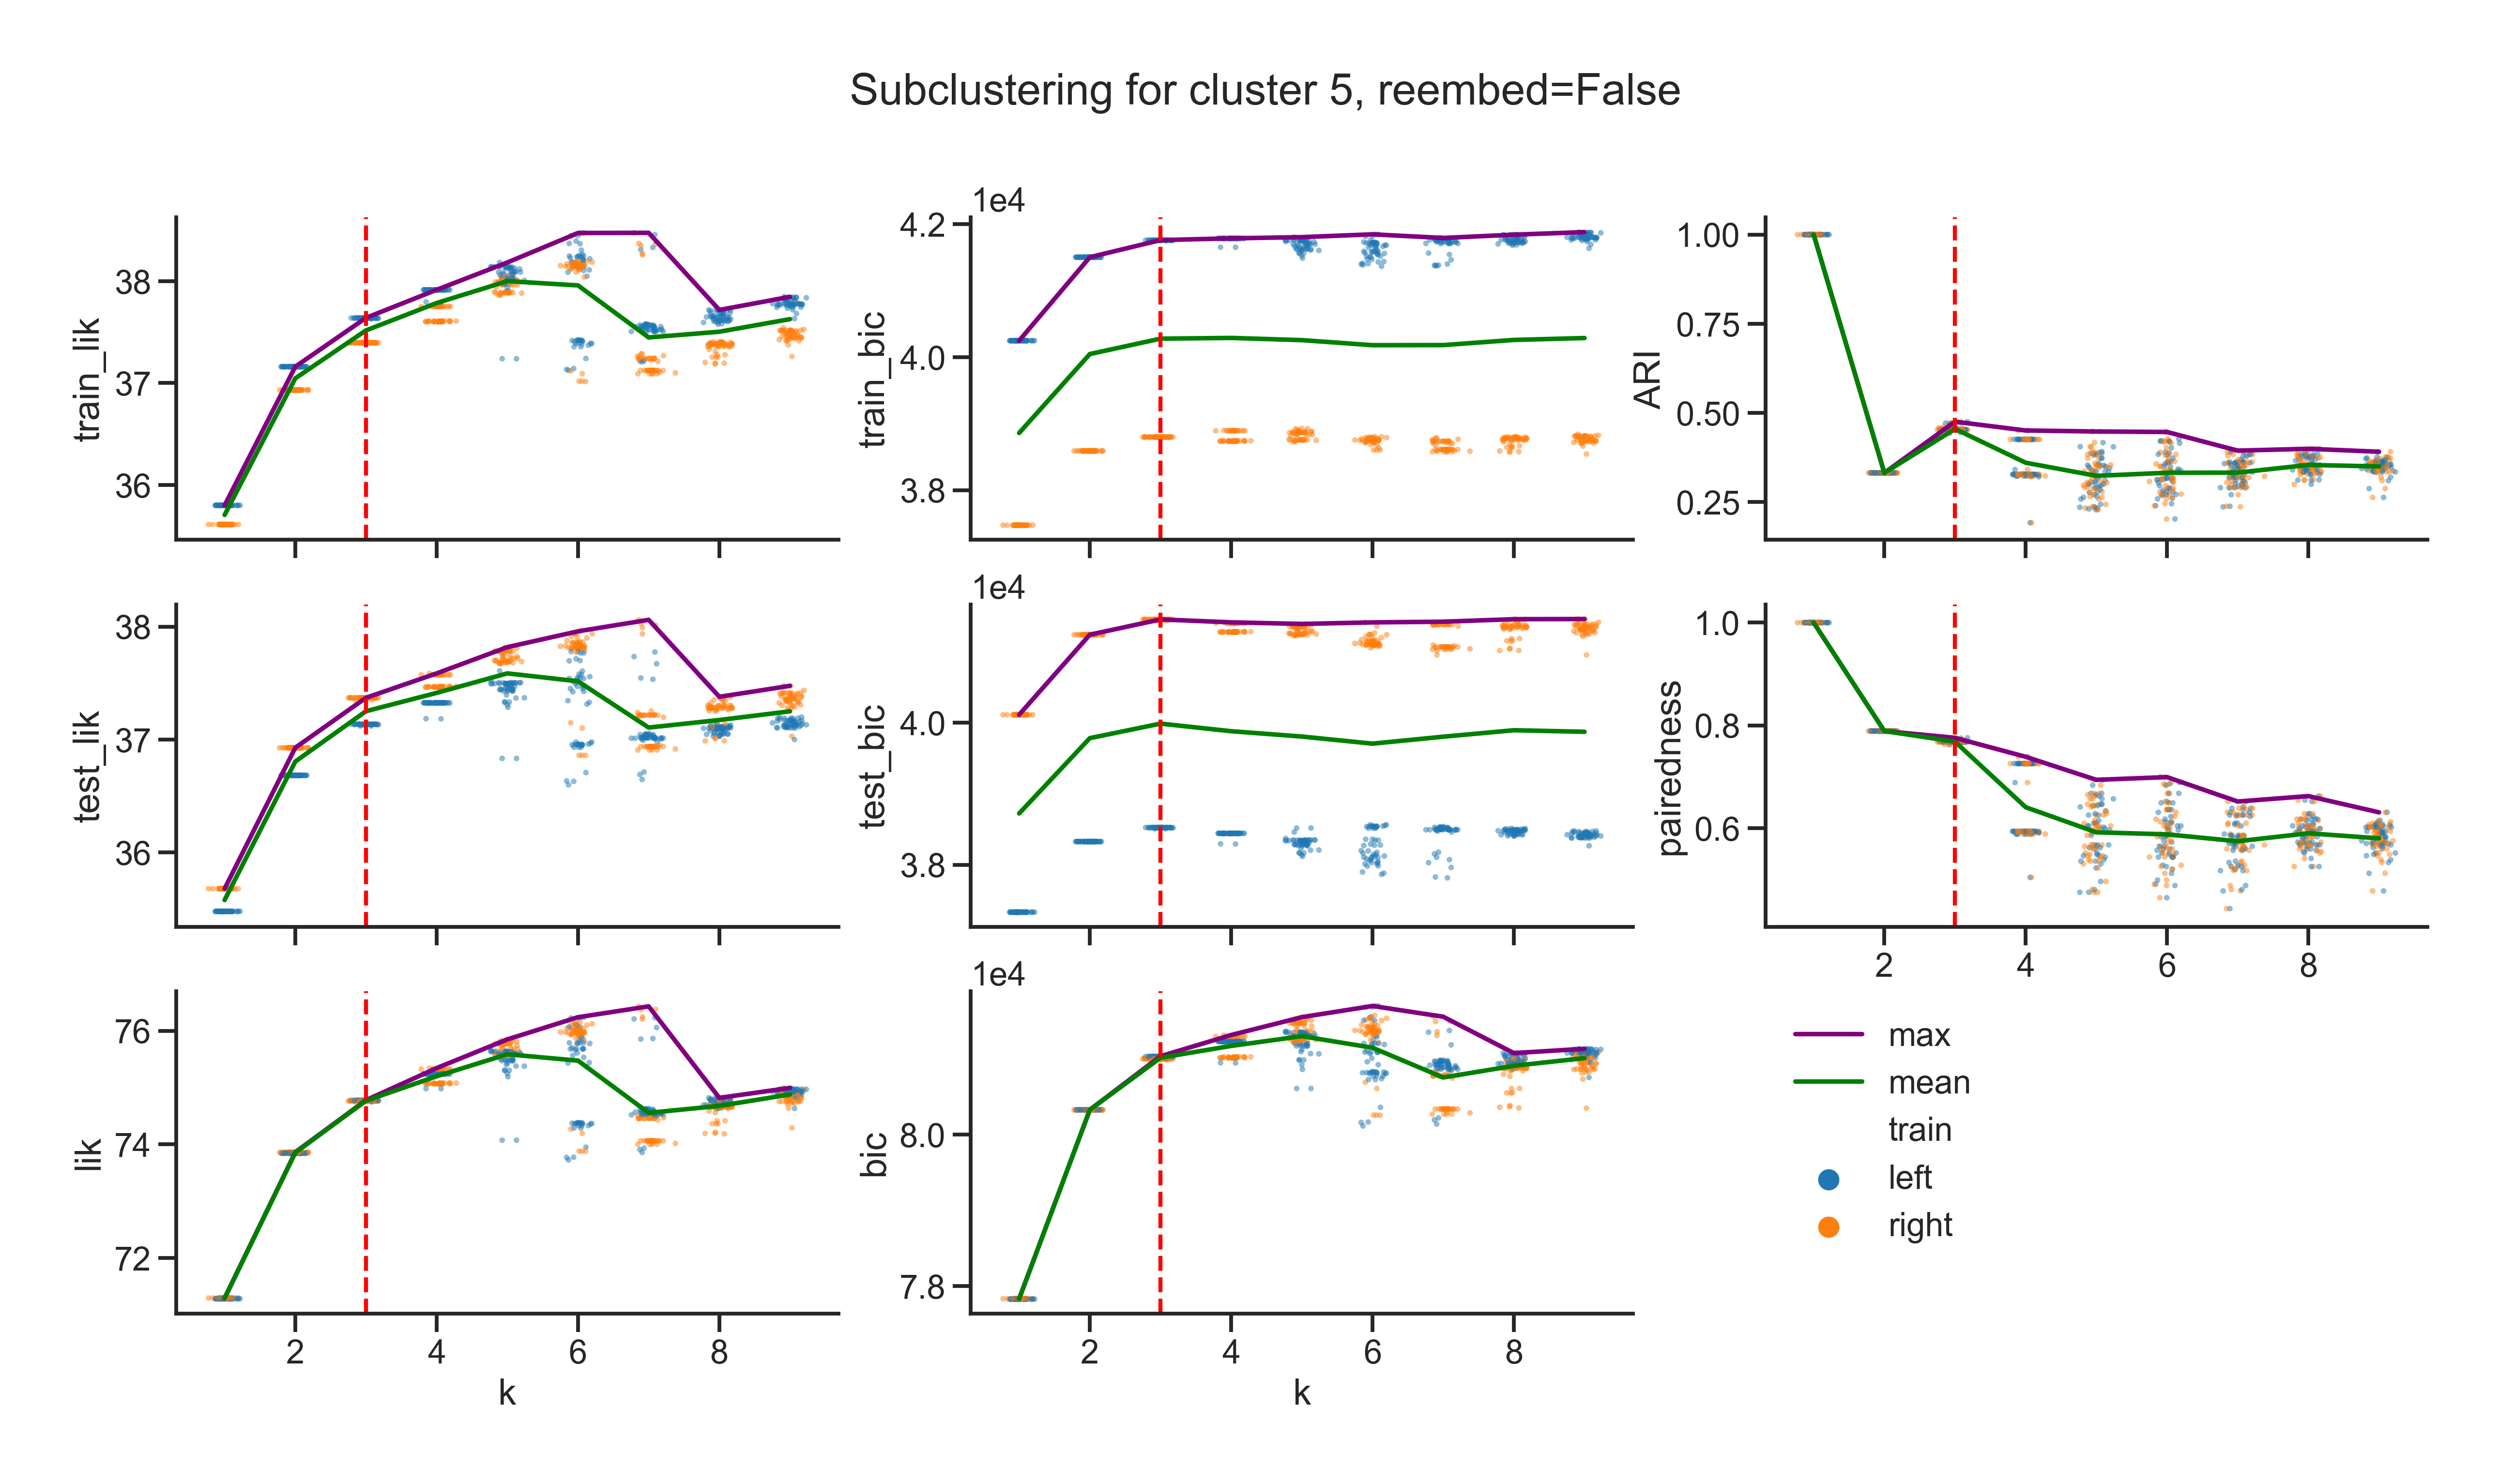 Subclustering for cluster 5, reembed=False
train_lik
38
37
36
1e4
train_bic
4.2
4.0
3.8
ARI
1.00
0.75
0.50
0.25
test_lik
38
37
36
1e4
test_bic
4.0
3.8
pairedness
1.0
0.8
0.6
2 4 6 8
lik
76
74
72
2 4 6 8
k
1e4
bic
8.0
7.8
2 4 6 8
k
max
mean
train
left
right